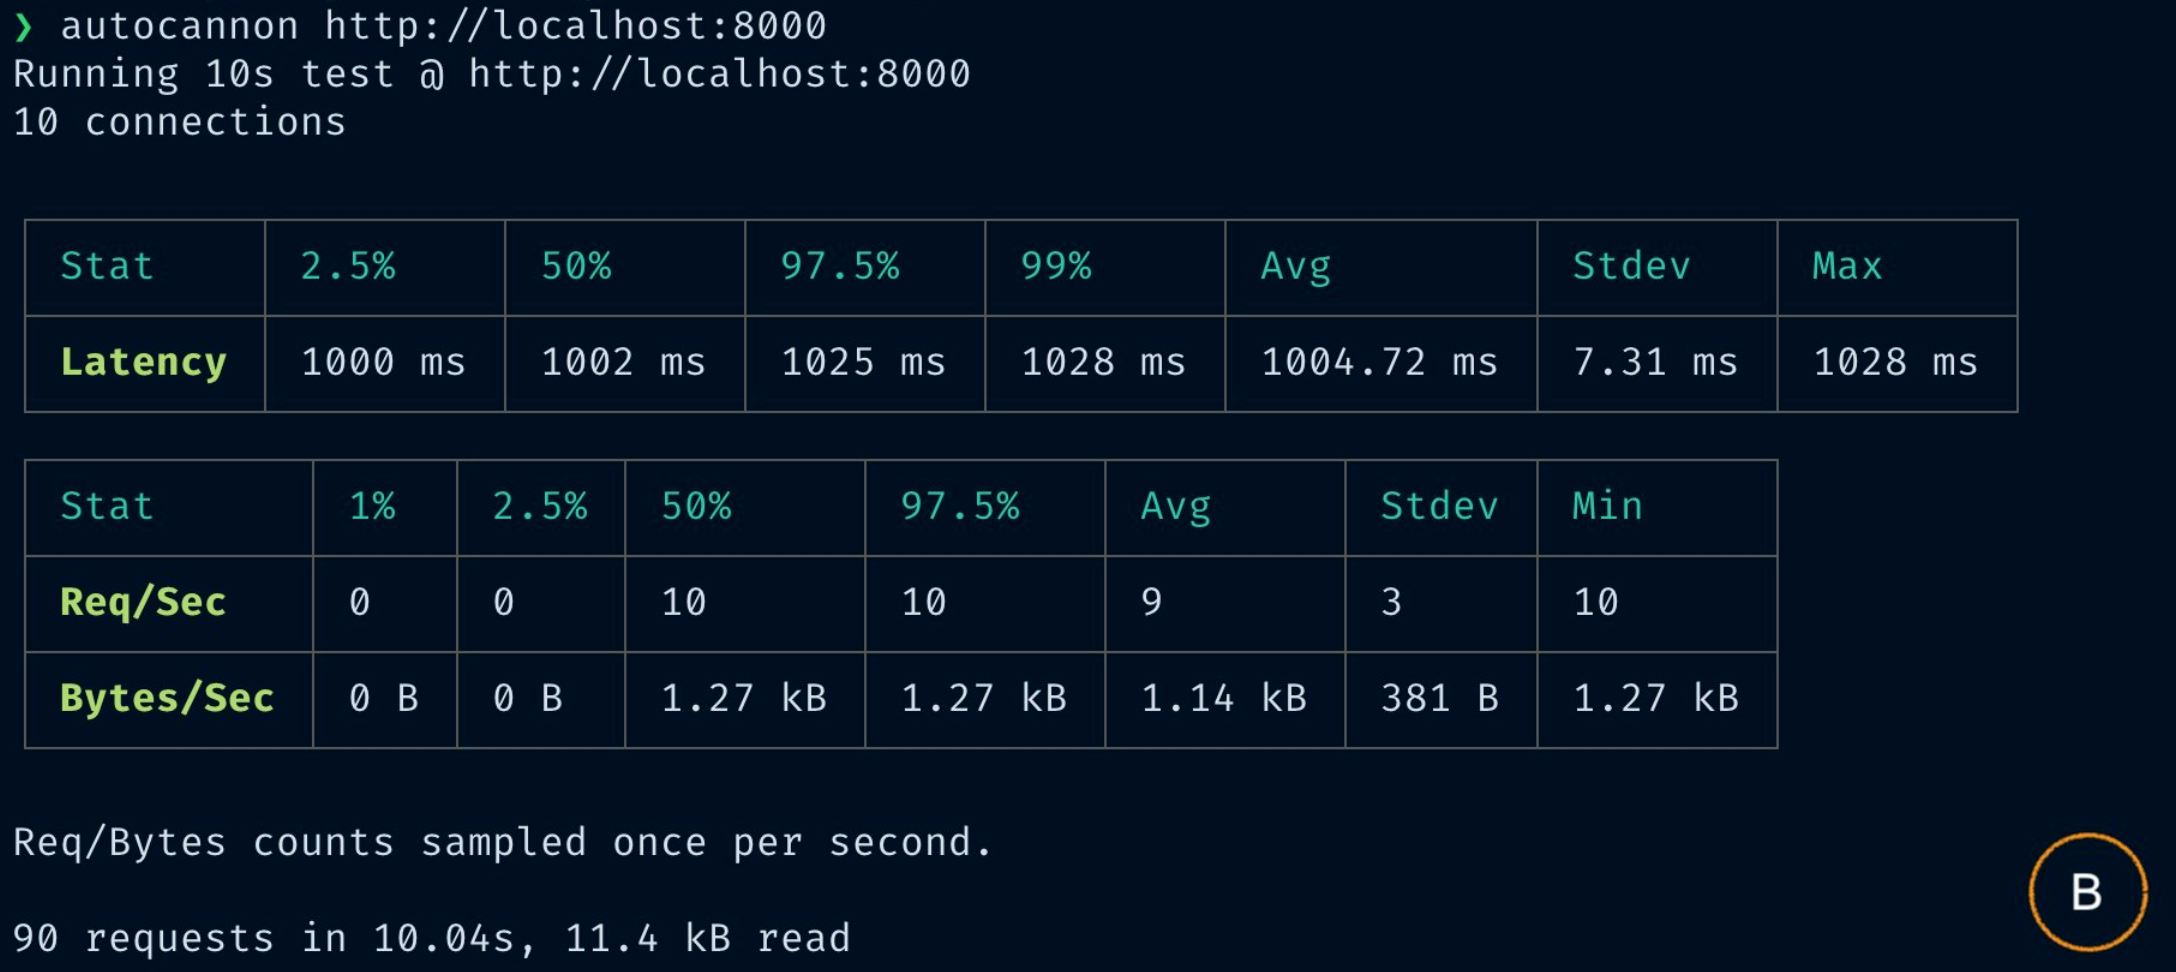 ❯ autocannon http://localhost:8000
Running 10s test @ http://localhost:8000
10 connections
Stat 2.5% 50% 97.5% 99% Avg Stdev Max
Latency 1000 ms 1002 ms 1025 ms 1028 ms 1004.72 ms 7.31 ms 1028 ms
Stat 1% 2.5% 50% 97.5% Avg Stdev Min
Req/Sec 0 0 10 10 9 3 10
Bytes/Sec 0 B 0 B 1.27 kB 1.27 kB 1.14 kB 381 B 1.27 kB
Req/Bytes counts sampled once per second.
B
90 requests in 10.04s, 11.4 kB read